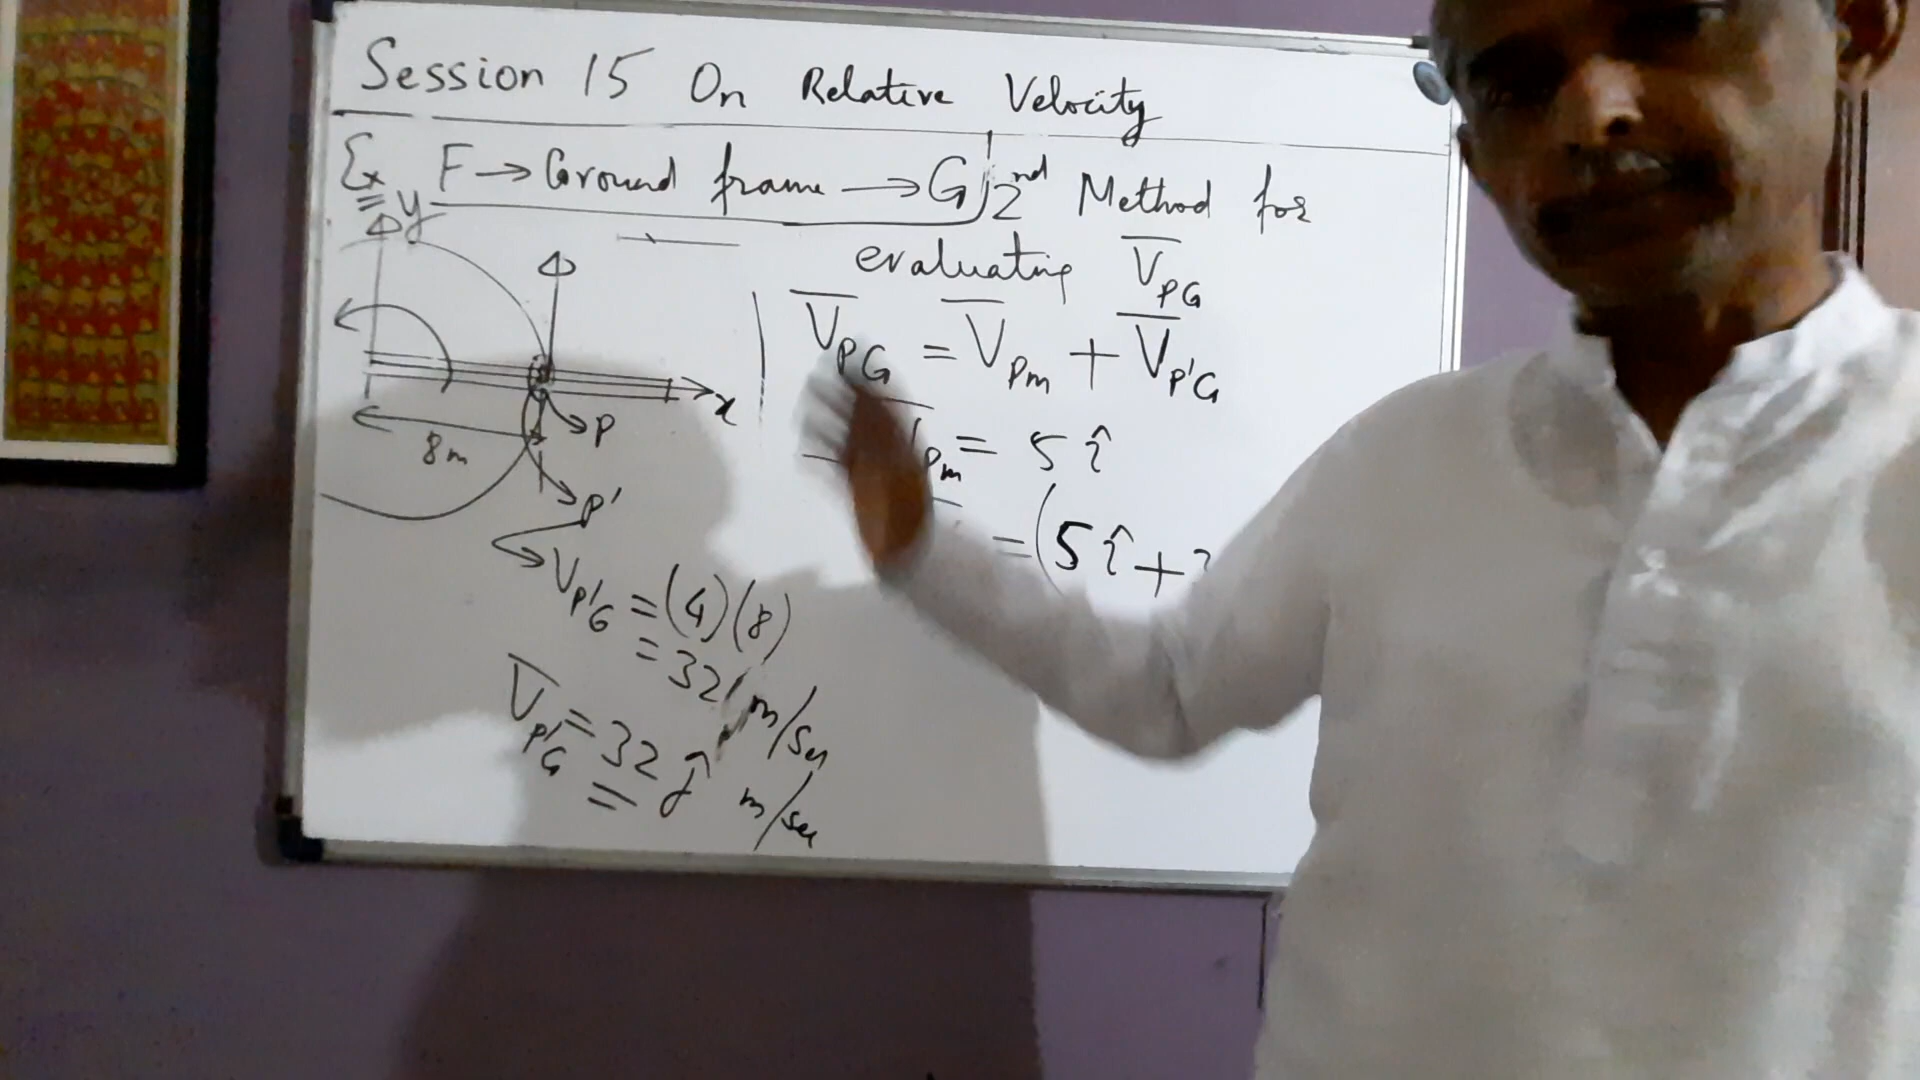 Session 15 On Relative Velocity
Ex F → Ground frame → G
2nd Method for
evaluating V̅PG
y
x
8m
P
P'
V̅PG = V̅Pm + V̅P'G
Pm = 5 î
= (5 î +
VP'G = (4)(8)
= 32 m/sec
V̅P'G = 32 ĵ m/sec